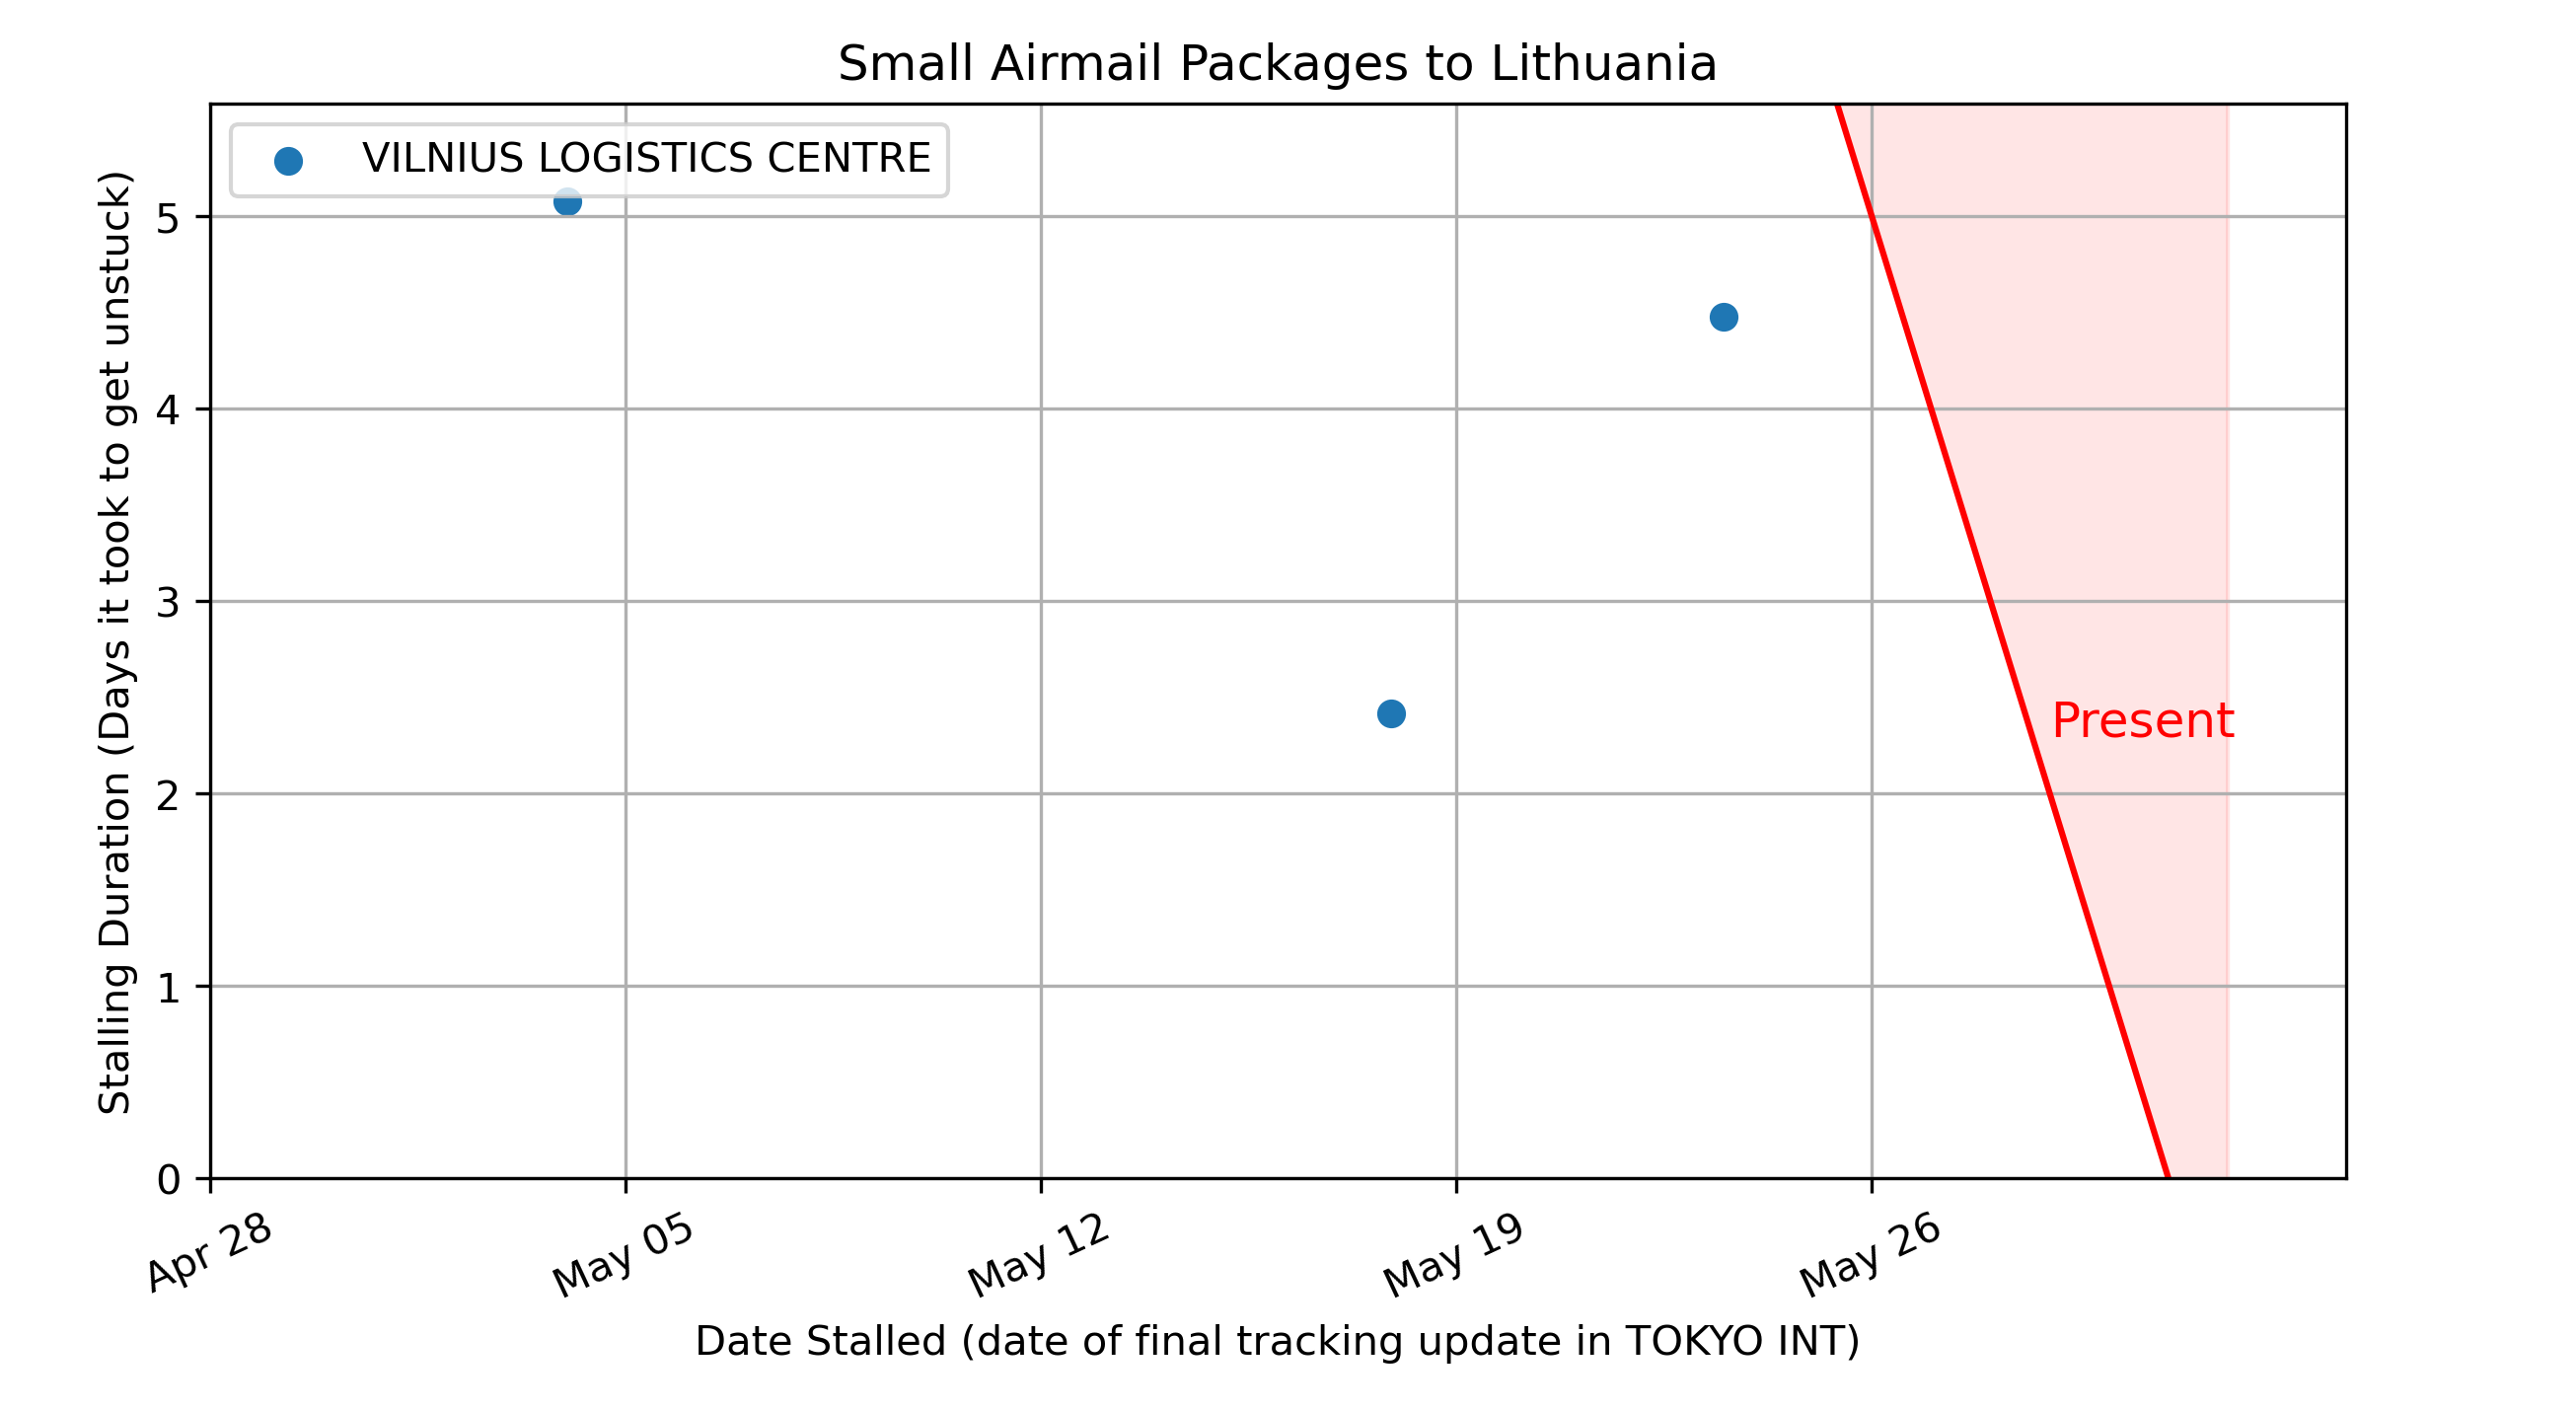 Small Airmail Packages to Lithuania
VILNIUS LOGISTICS CENTRE
Stalling Duration (Days it took to get unstuck)
5
4
3
2
1
0
Present
Apr 28
May 05
May 12
May 19
May 26
Date Stalled (date of final tracking update in TOKYO INT)